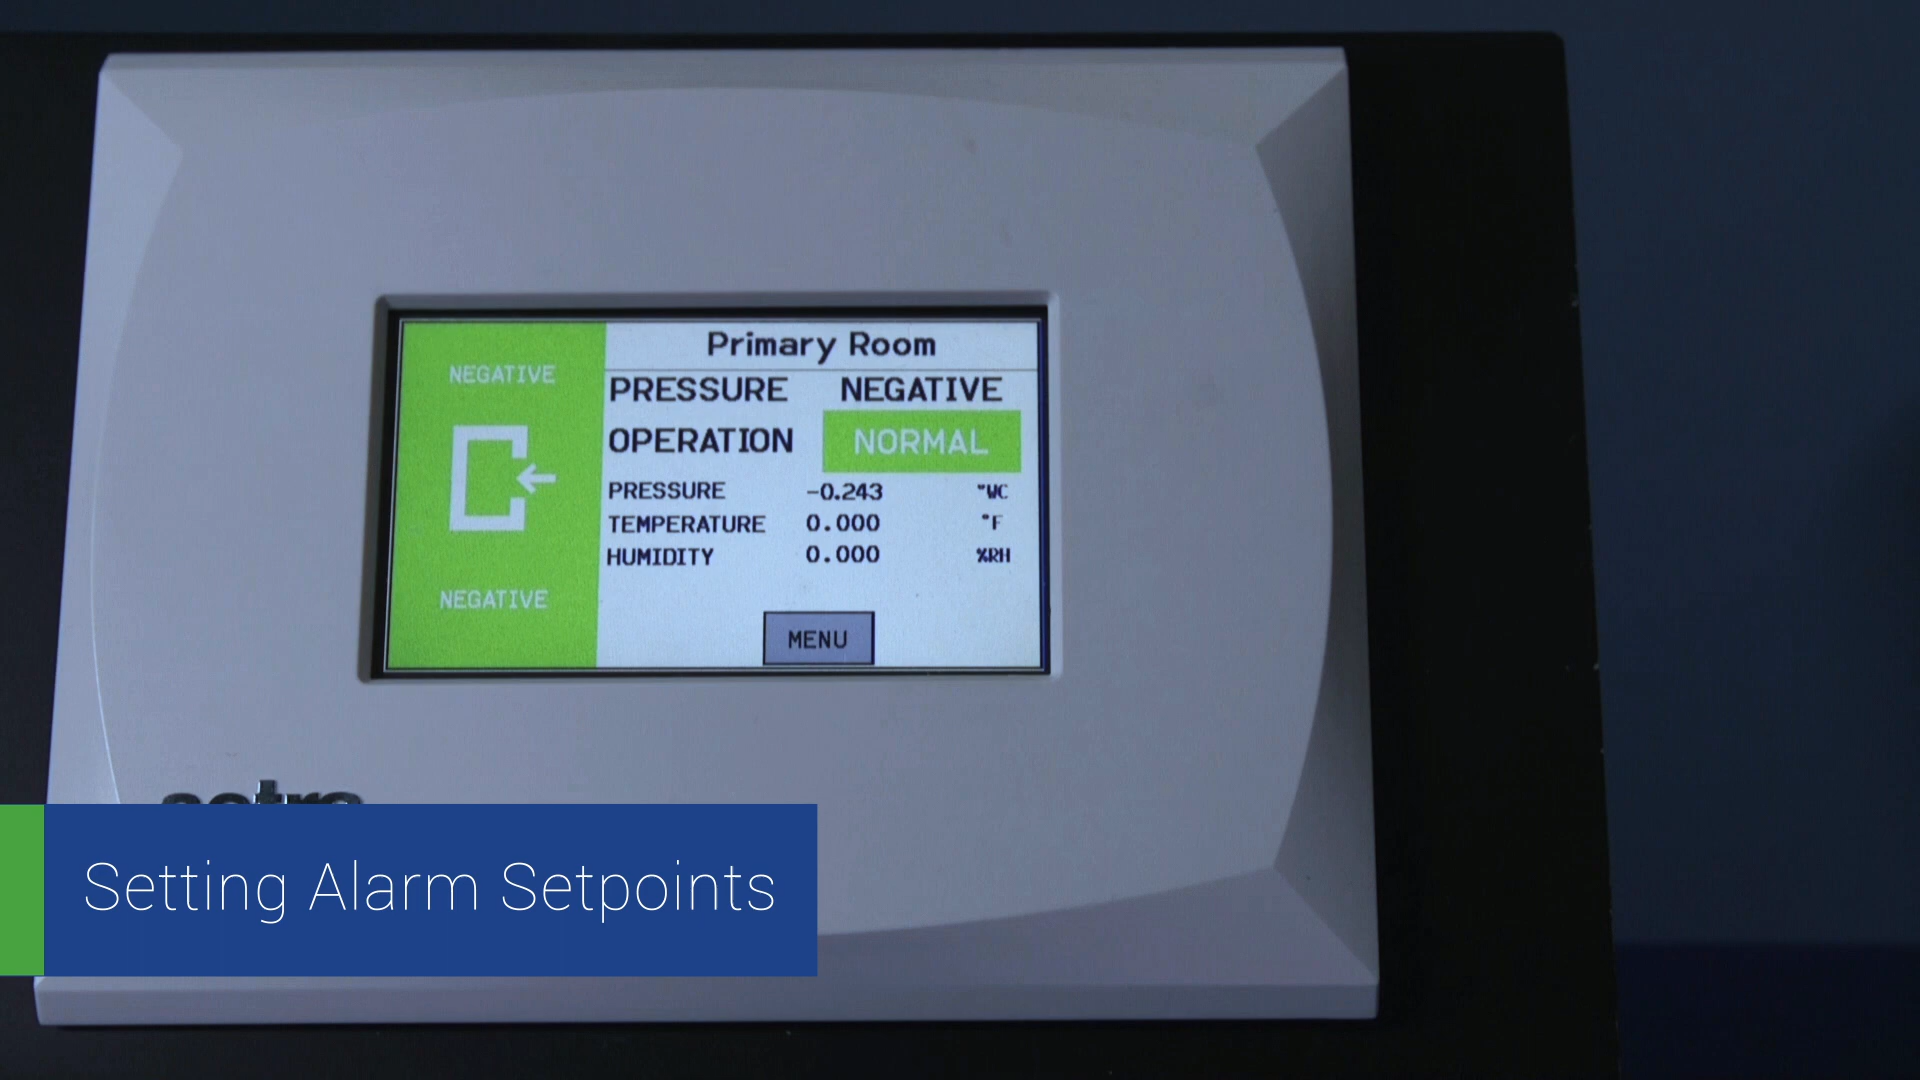 Primary Room
NEGATIVE
PRESSURE NEGATIVE
OPERATION NORMAL
PRESSURE -0.243 "WC
TEMPERATURE 0.000 °F
HUMIDITY 0.000 %RH
NEGATIVE
MENU
Setting Alarm Setpoints